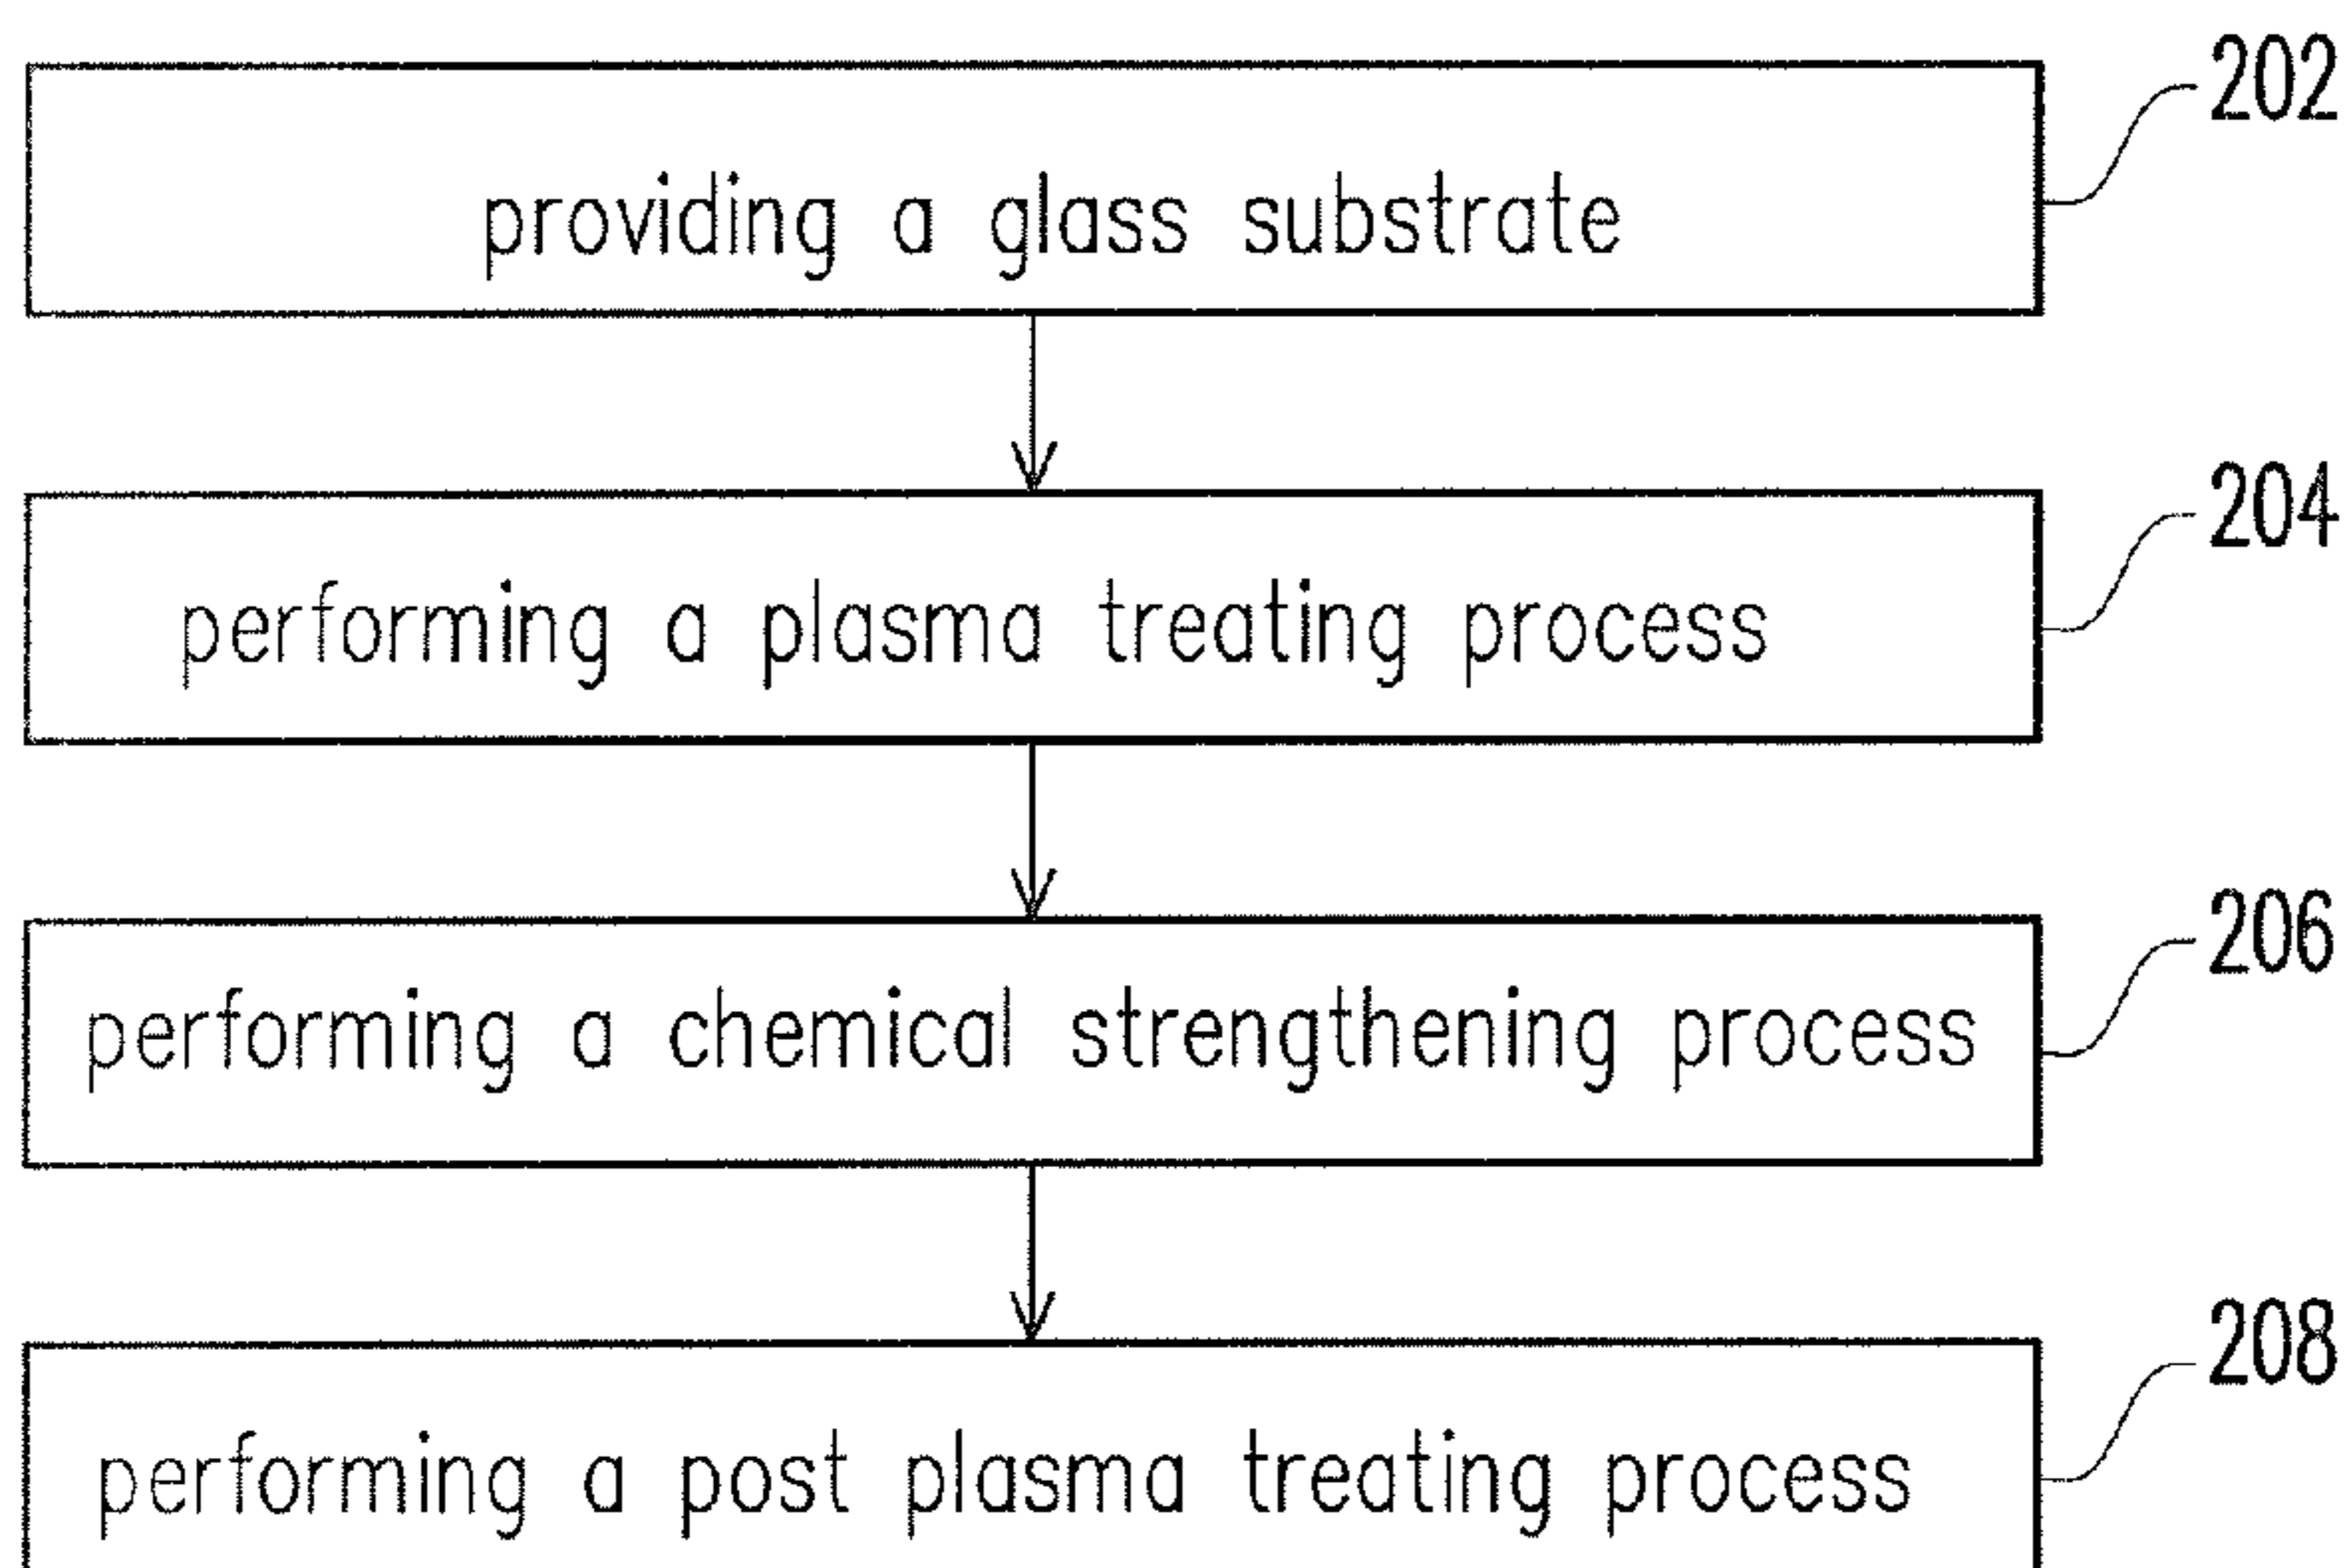 202
providing a glass substrate
204
performing a plasma treating process
206
performing a chemical strengthening process
208
performing a post plasma treating process